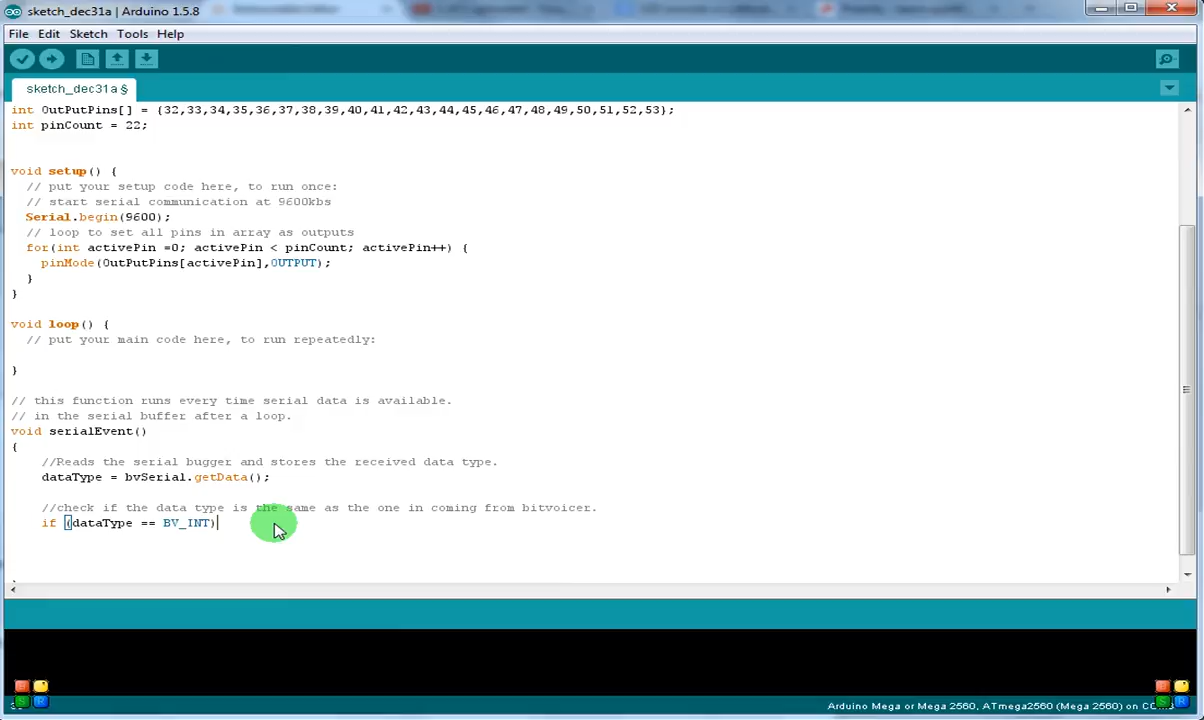 sketch_dec31a | Arduino 1.5.8
File Edit Sketch Tools Help
sketch_dec31a §
int OutPutPins[] = {32,33,34,35,36,37,38,39,40,41,42,43,44,45,46,47,48,49,50,51,52,53};
int pinCount = 22;
void setup() {
// put your setup code here, to run once:
// start serial communication at 9600kbs
Serial.begin(9600);
// loop to set all pins in array as outputs
for(int activePin =0; activePin < pinCount; activePin++) {
pinMode(OutPutPins[activePin],OUTPUT);
}
}
void loop() {
// put your main code here, to run repeatedly:
}
// this function runs every time serial data is available.
// in the serial buffer after a loop.
void serialEvent()
{
//Reads the serial bugger and stores the received data type.
dataType = bvSerial.getData();
//check if the data type is the same as the one in coming from bitvoicer.
if (dataType == BV_INT)
Arduino Mega or Mega 2560, ATmega2560 (Mega 2560) on